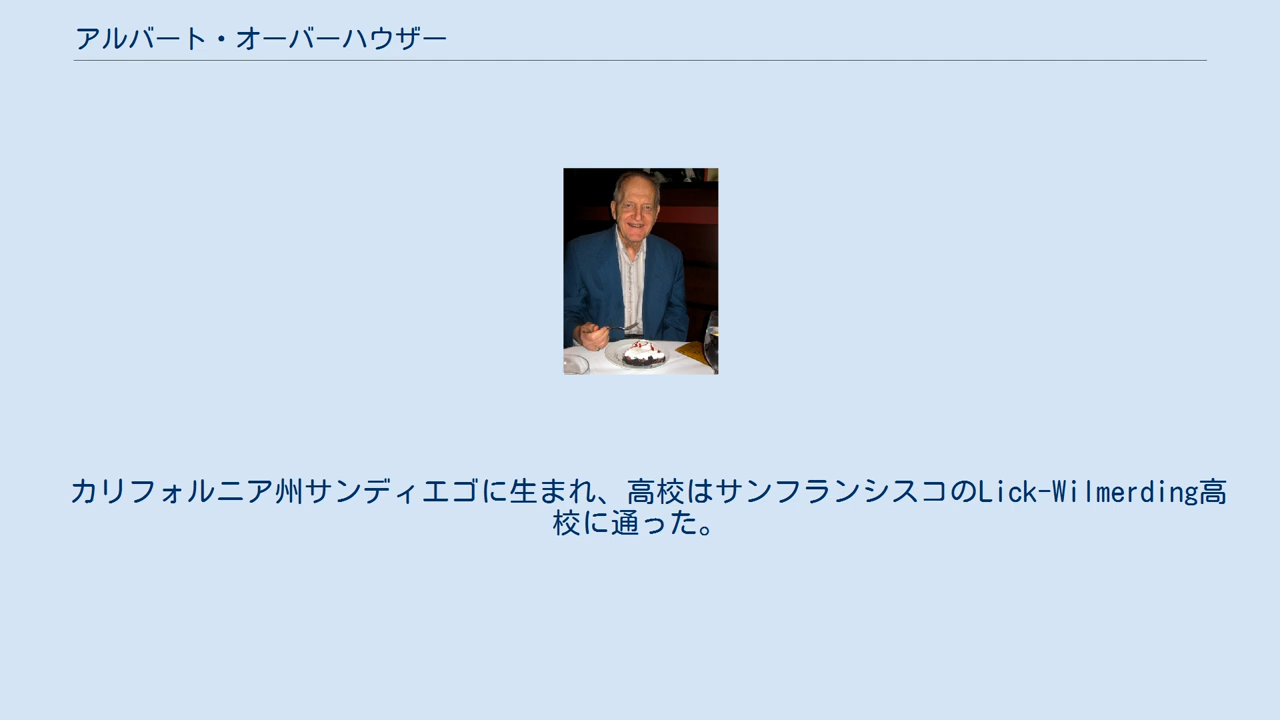 アルバート・オーバーハウザー
カリフォルニア州サンディエゴに生まれ、高校はサンフランシスコのLick-Wilmerding高
校に通った。